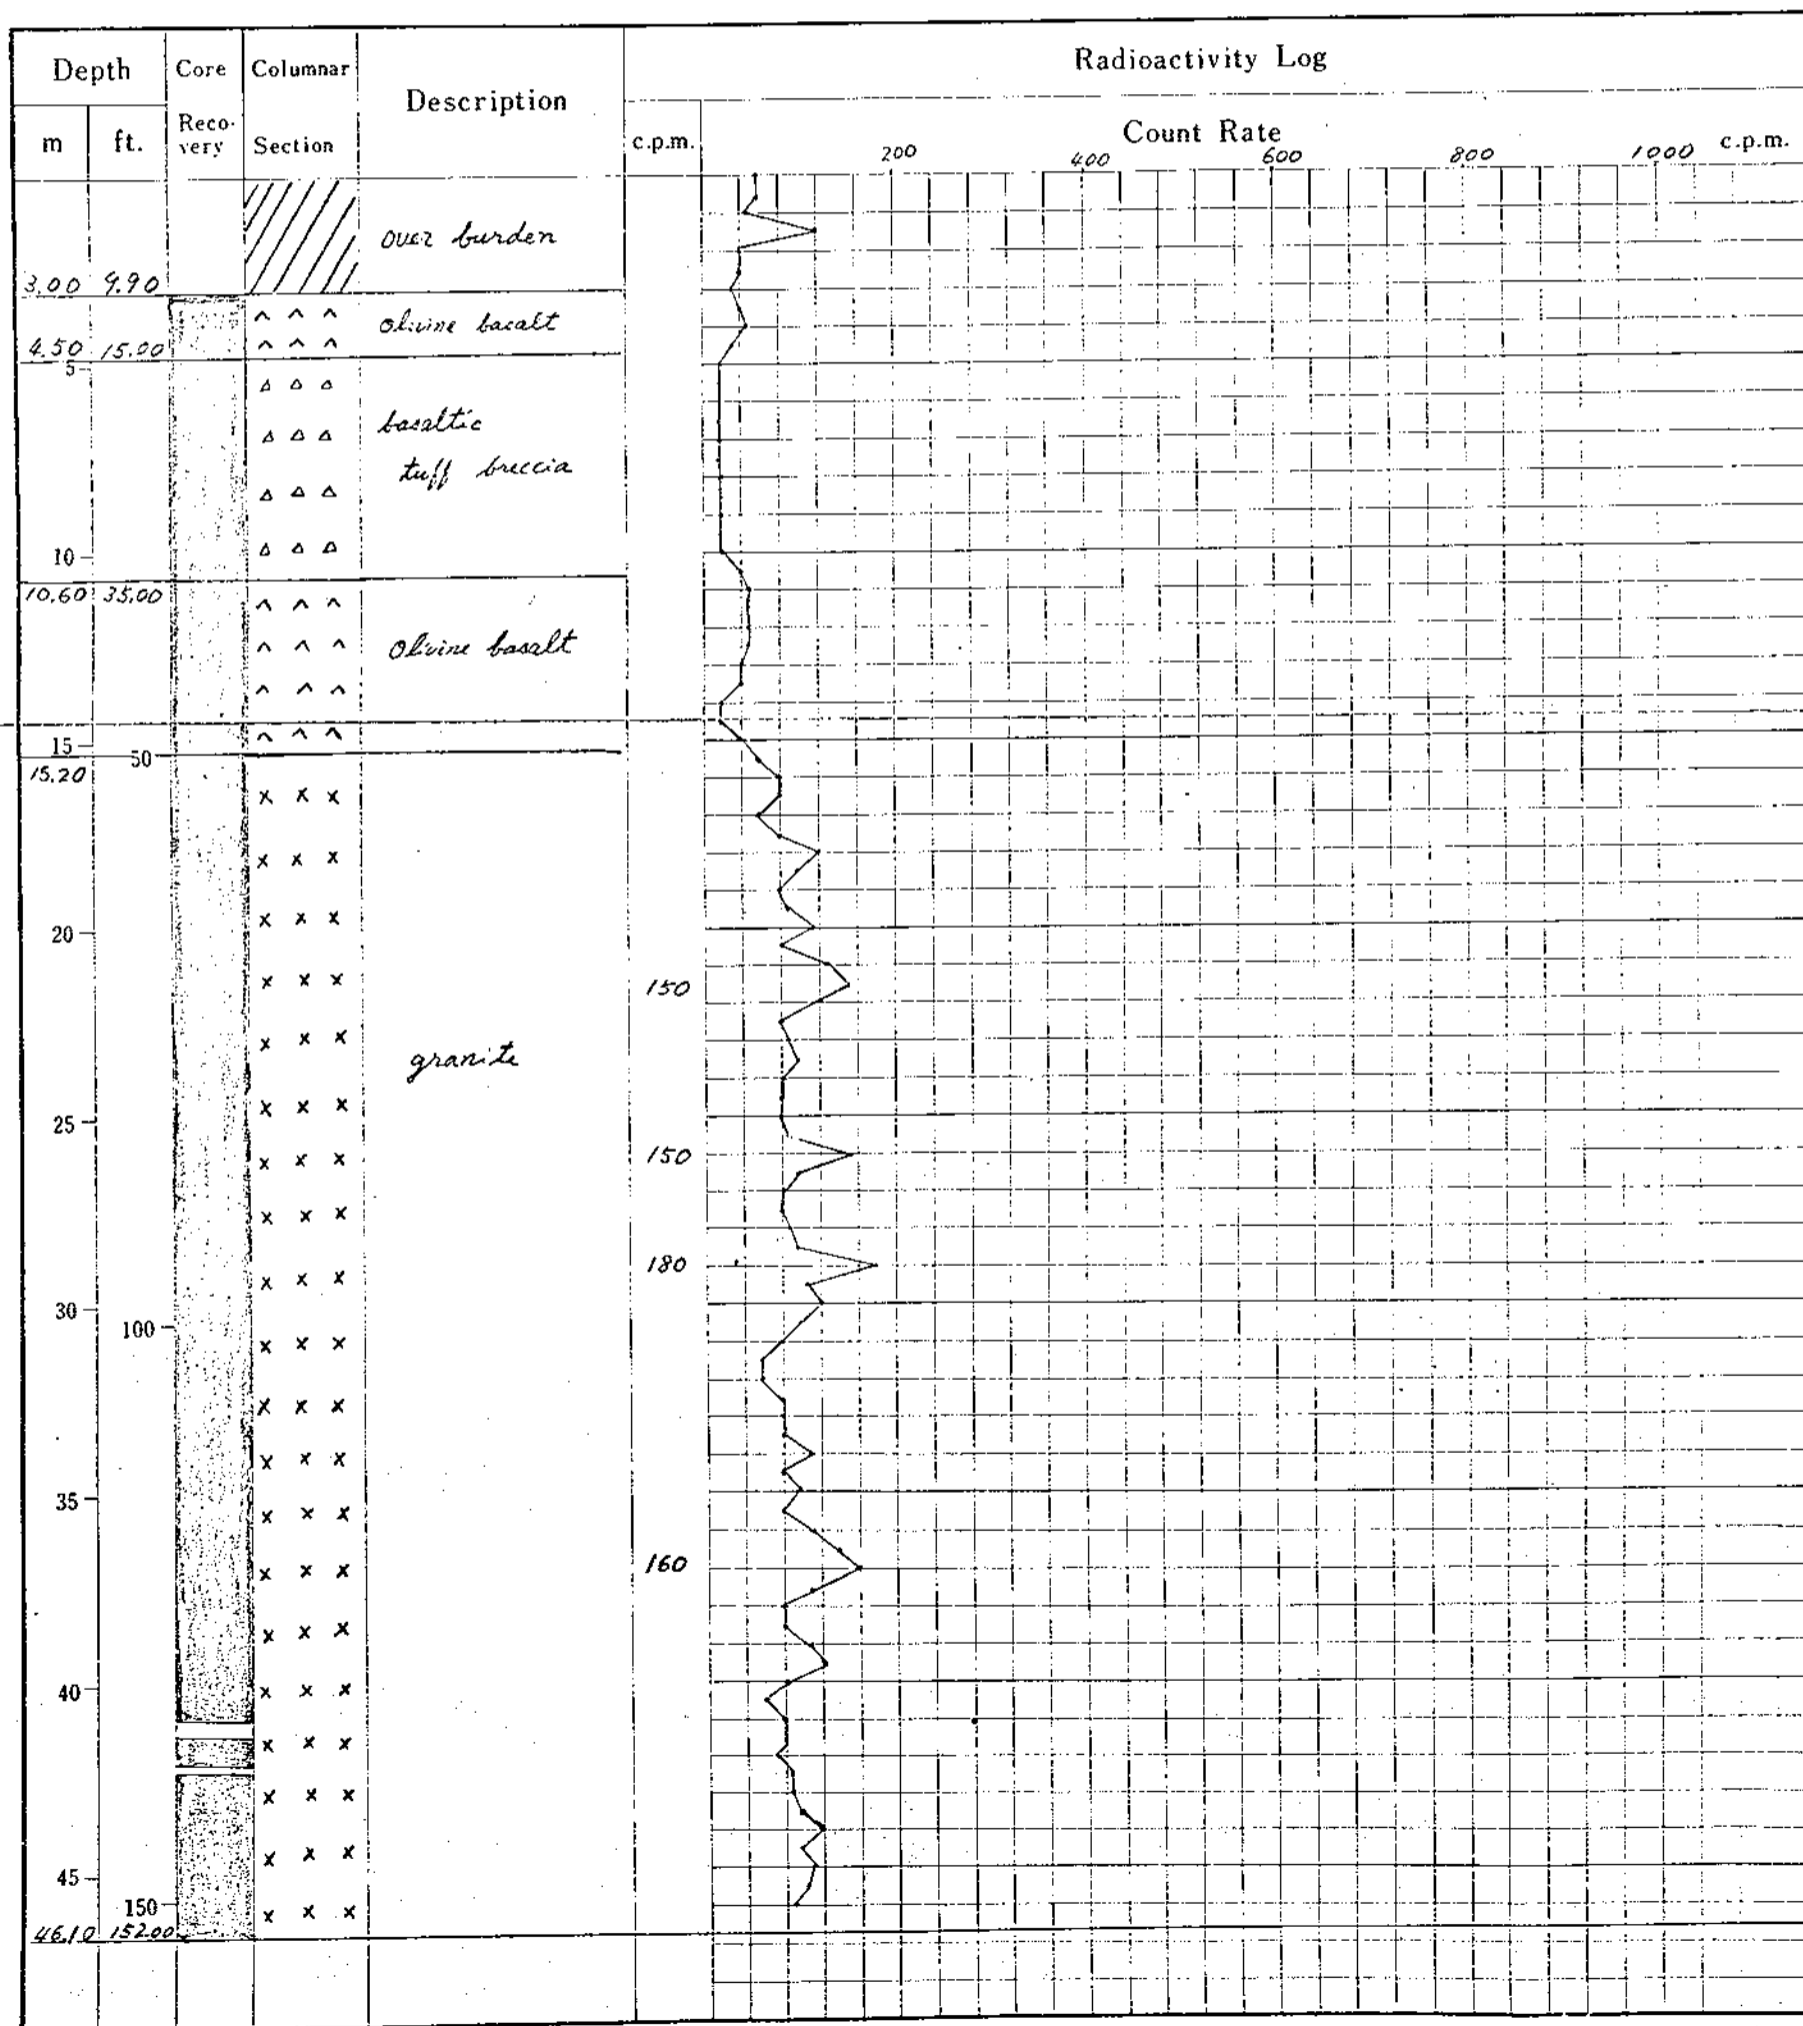 Depth
Core Recovery
Columnar Section
Description
Radioactivity Log
m
ft.
c.p.m.
Count Rate
200
400
600
800
1000
c.p.m.
over burden
3.00 9.90
olivine bacalt
4.50 15.00
5
basaltic
tuff breccia
10
10.60 35.00
olivine basalt
15
50
15.20
20
150
granite
25
150
180
30
100
35
160
40
45
150
46.10 152.00